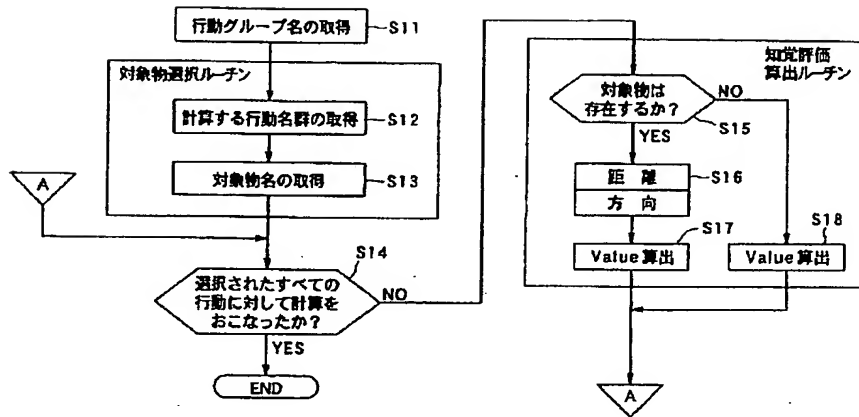 行動グループ名の取得
S11
対象物選択ルーチン
計算する行動名群の取得
S12
対象物名の取得
S13
A
S14
選択されたすべての
行動に対して計算を
おこなったか?
NO
YES
END
知覚評価
算出ルーチン
対象物は
存在するか?
NO
S15
YES
距離
S16
方向
S17
Value算出
S18
Value算出
A